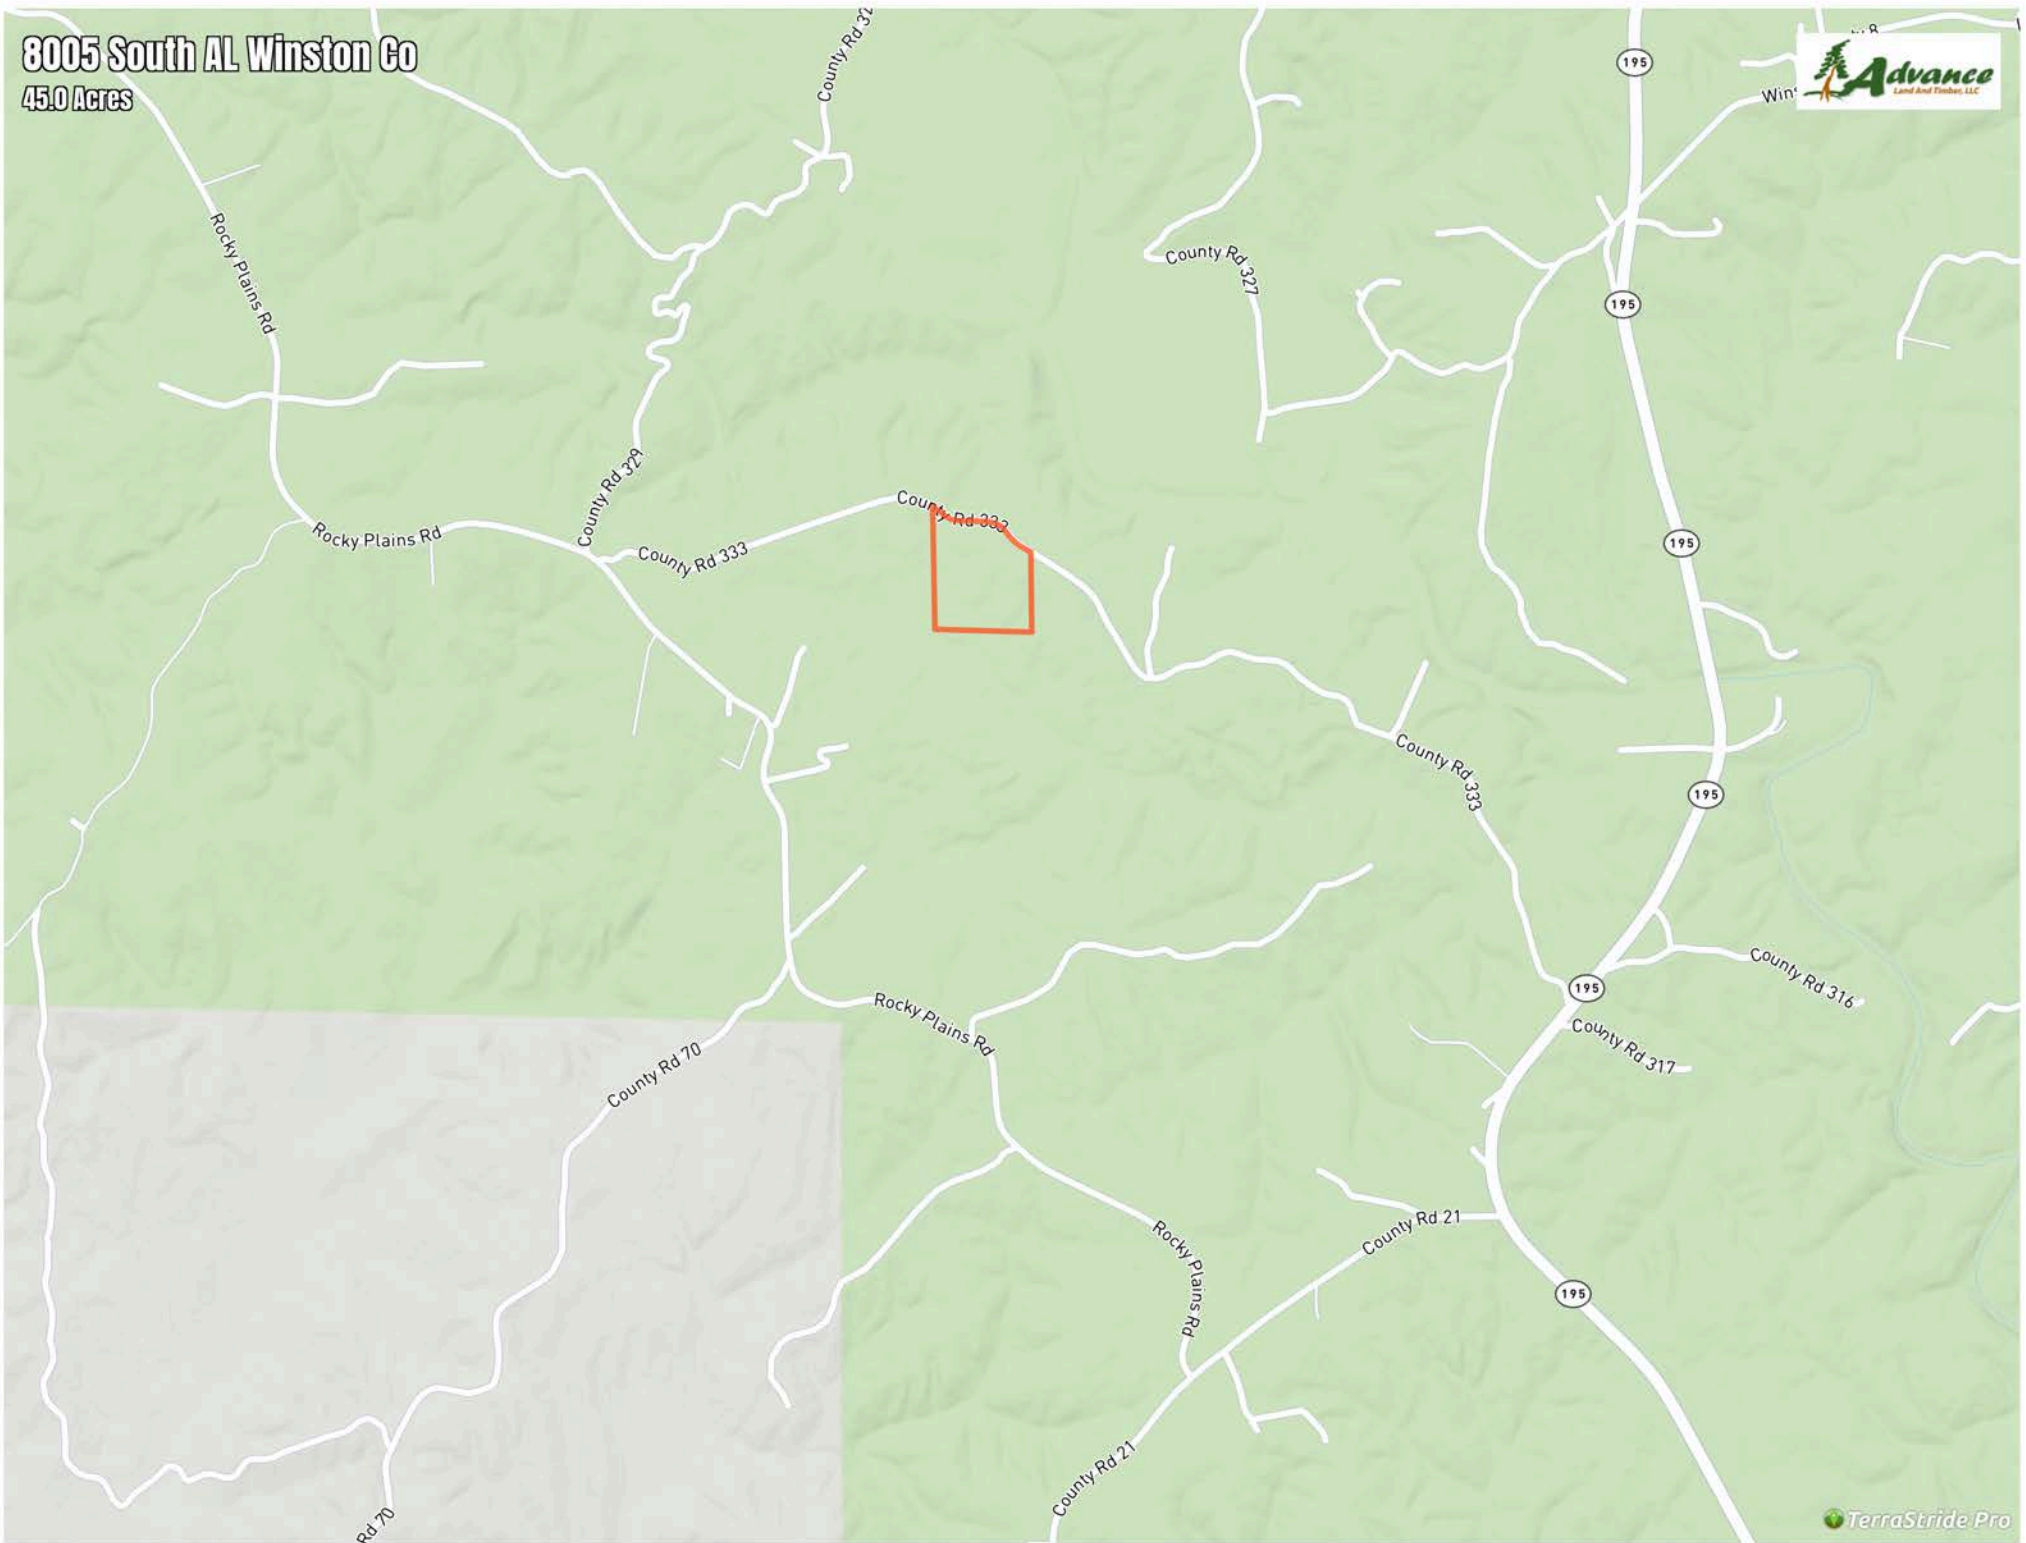 8005 South AL Winston Co
45.0 Acres
Advance
Land And Timber, LLC
195
Rocky Plains Rd
County Rd 327
195
Rocky Plains Rd
County Rd 329
County Rd 333
County Rd 333
195
County Rd 333
195
County Rd 316
195
County Rd 317
Rocky Plains Rd
County Rd 70
County Rd 21
Rocky Plains Rd
195
County Rd 21
Rd 70
TerraStride Pro